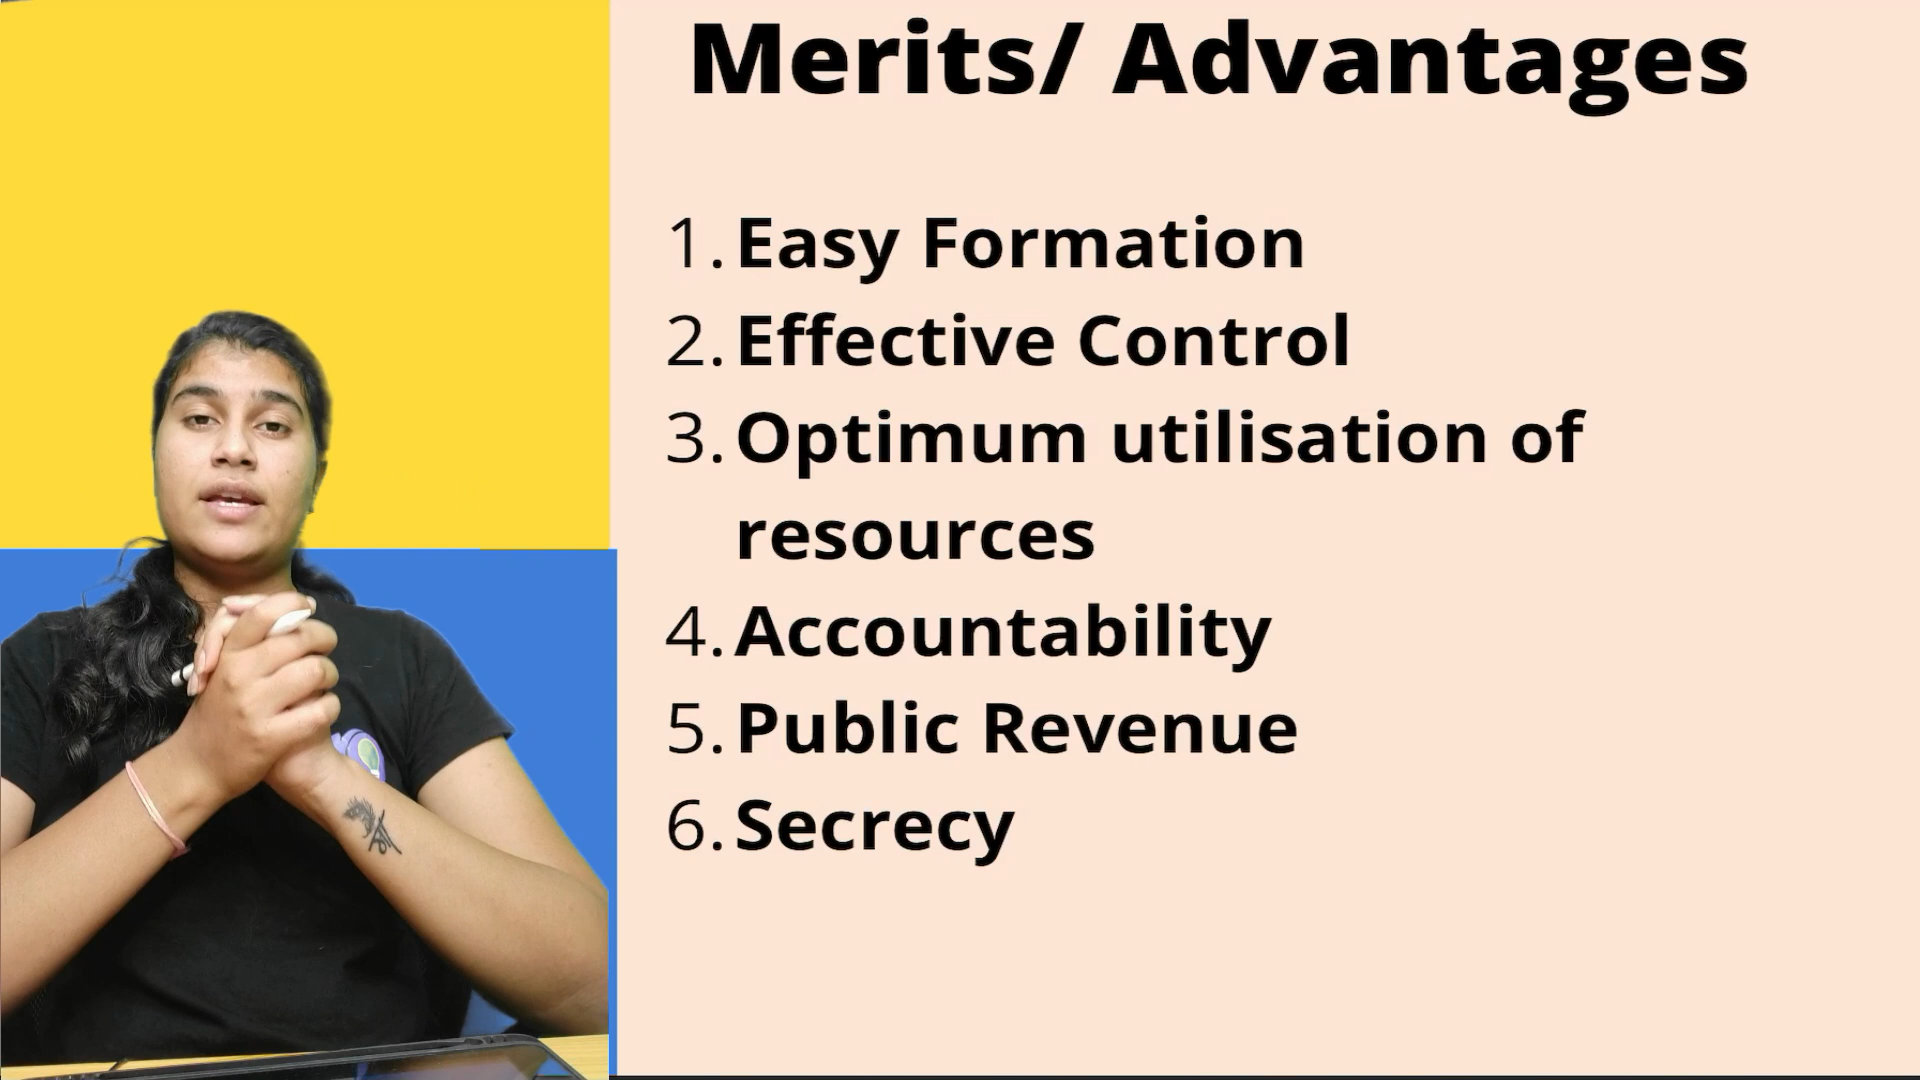 Merits/ Advantages
1. Easy Formation
2. Effective Control
3. Optimum utilisation of
resources
4. Accountability
5. Public Revenue
6. Secrecy
माँ